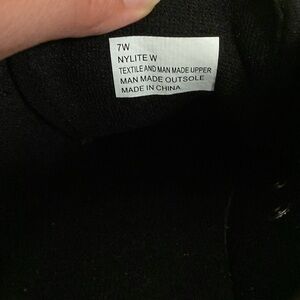 7W
NYLITE W
TEXTILE AND MAN MADE UPPER
MAN MADE OUTSOLE
MADE IN CHINA